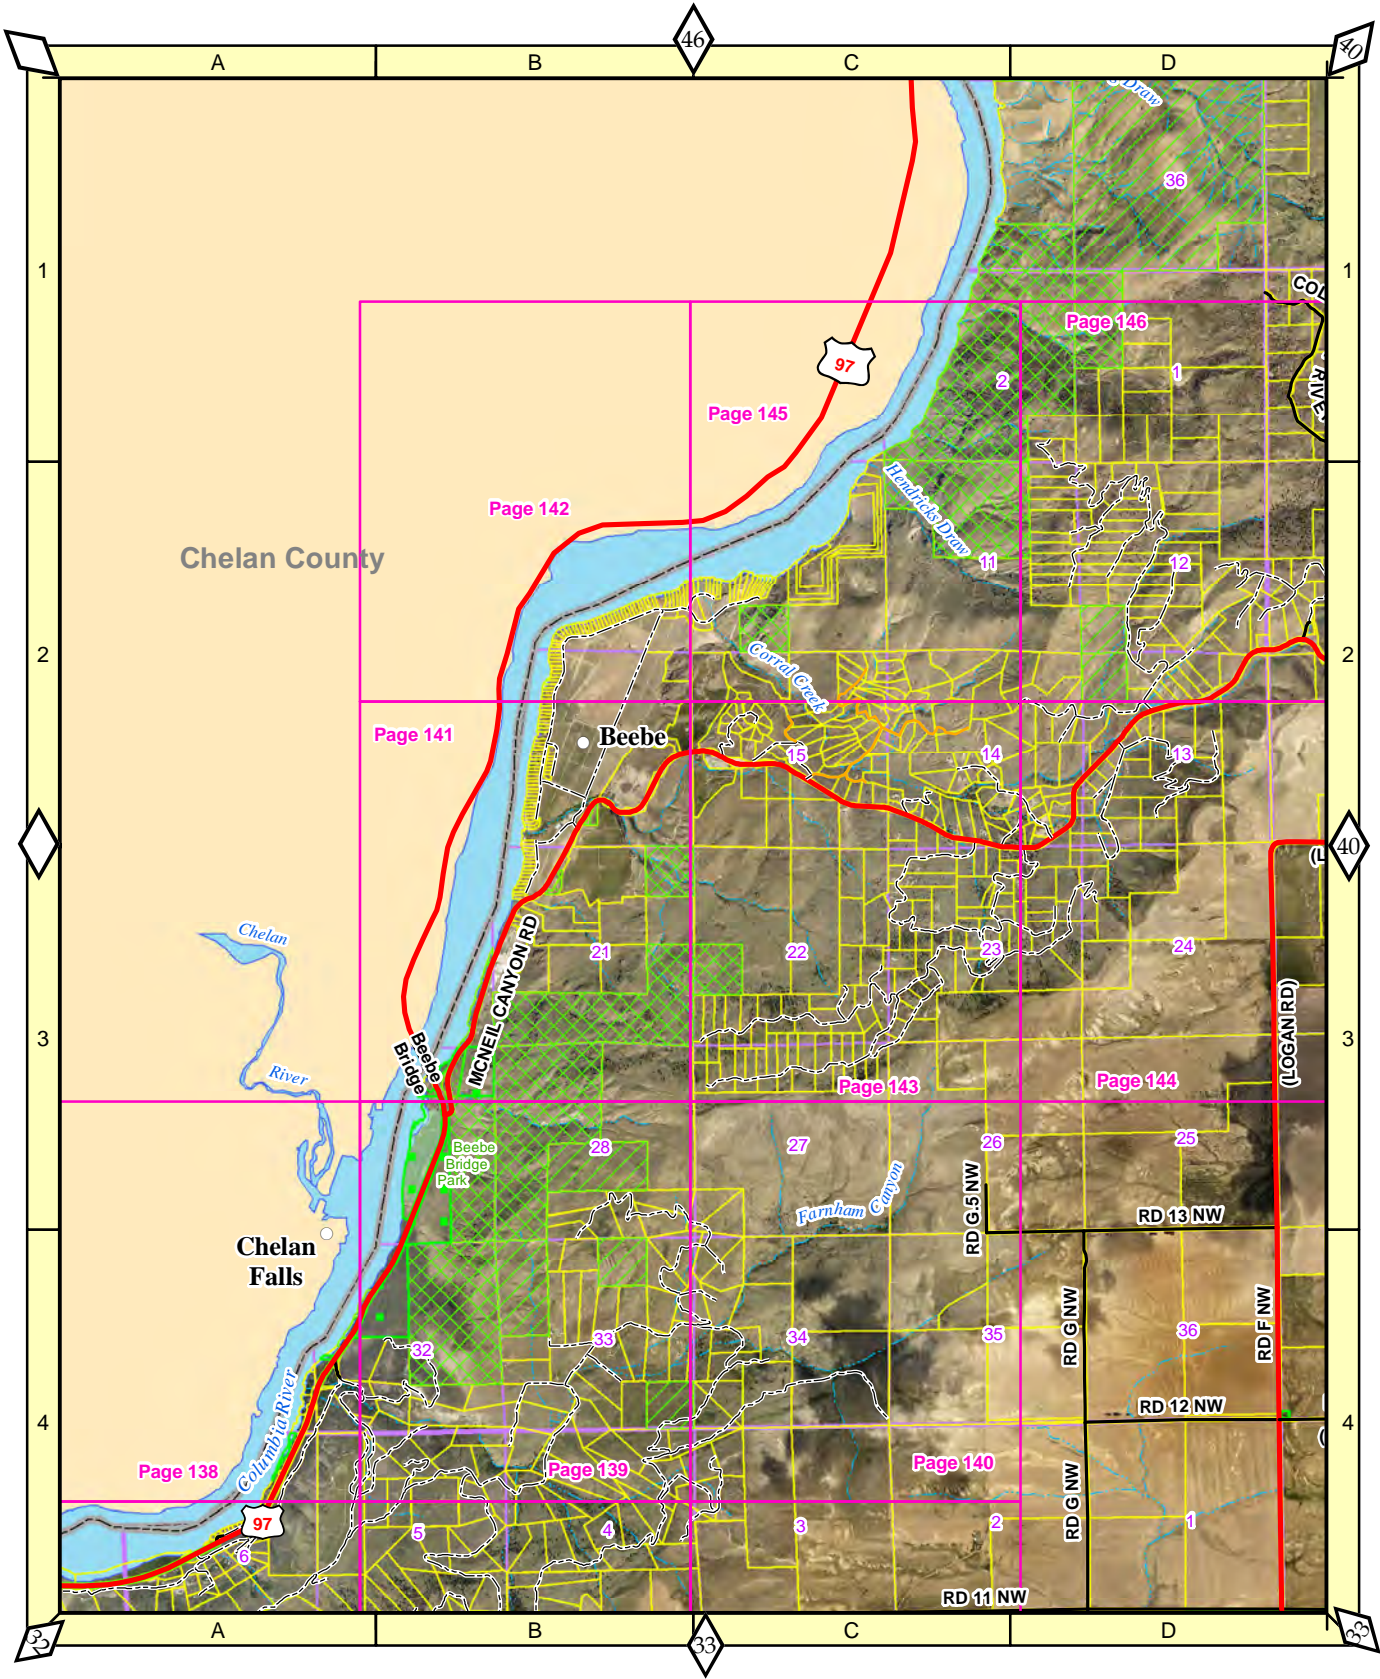 46
40
A
B
C
D
Draw
36
1
1
COL
RIVE
Page 146
97
2
1
Page 145
Hendricks Draw
Page 142
Chelan County
11
12
2
2
Corral Creek
Page 141
Beebe
15
14
13
40
(L
Chelan
MCNEIL CANYON RD
21
22
23
24
(LOGAN RD)
3
3
Beebe
Bridge
River
Page 143
Page 144
Beebe
Bridge
Park
28
27
26
25
Farnham Canyon
RD G.5 NW
RD 13 NW
Chelan
Falls
RD G NW
RD F NW
32
33
34
35
36
RD 12 NW
4
4
(
Columbia River
Page 138
Page 139
Page 140
RD G NW
97
6
5
4
3
2
1
RD 11 NW
32
A
B
33
C
D
33